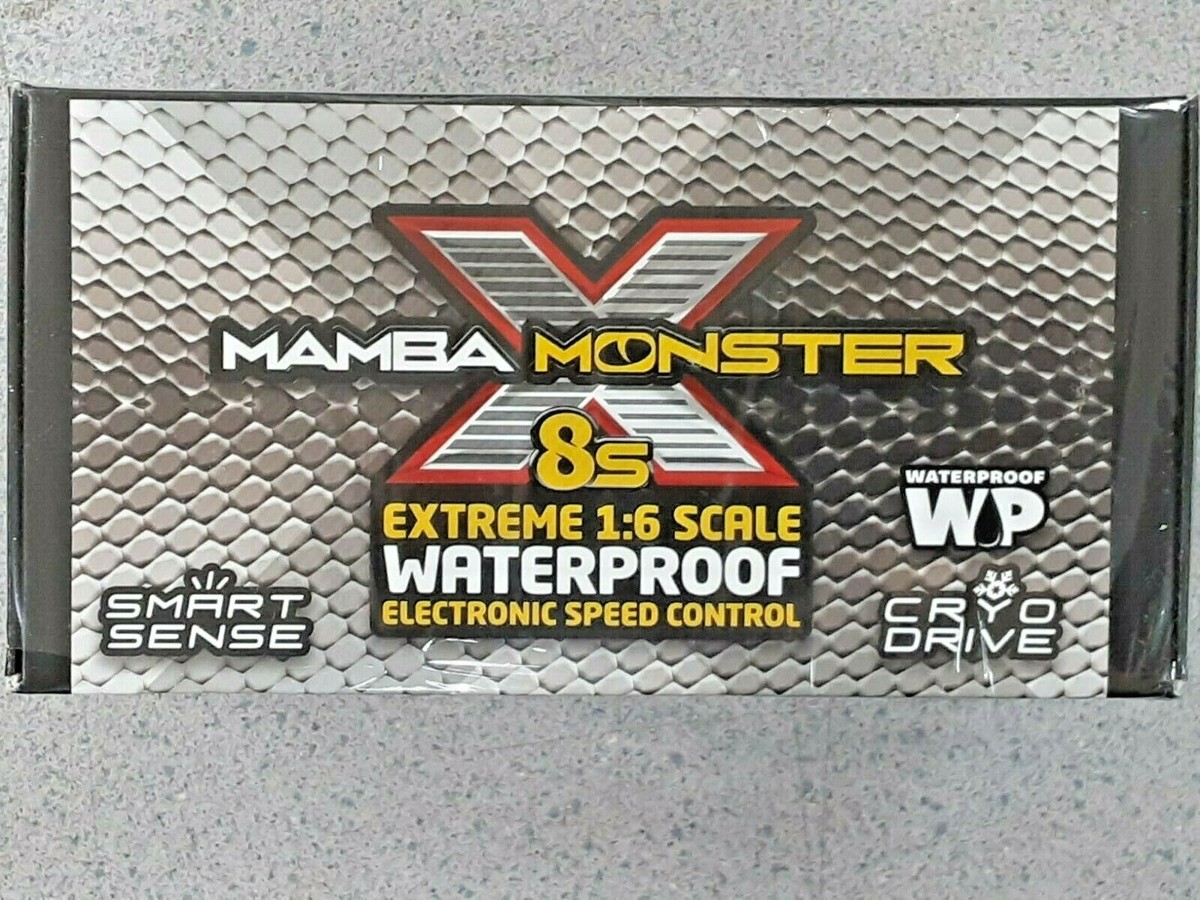 X
MAMBA MONSTER
8S
EXTREME 1:6 SCALE
WATERPROOF
ELECTRONIC SPEED CONTROL
SMART
SENSE
WATERPROOF
WP
CRYO
DRIVE